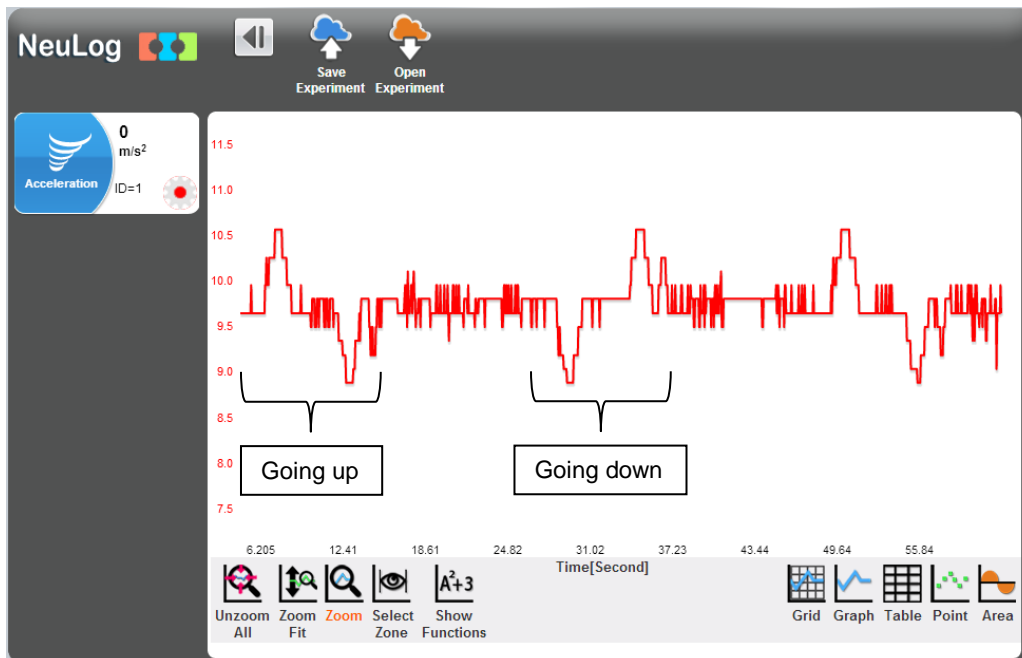 NeuLog
Save
Experiment
Open
Experiment
0
m/s²
Acceleration
ID=1
11.5
11.0
10.5
10.0
9.5
9.0
8.5
8.0
7.5
Going up
Going down
6.205 12.41 18.61 24.82 31.02 37.23 43.44 49.64 55.84
Time[Second]
Unzoom
All
Zoom
Fit
Zoom
Select
Zone
A²+3
Show
Functions
Grid
Graph
Table
Point
Area